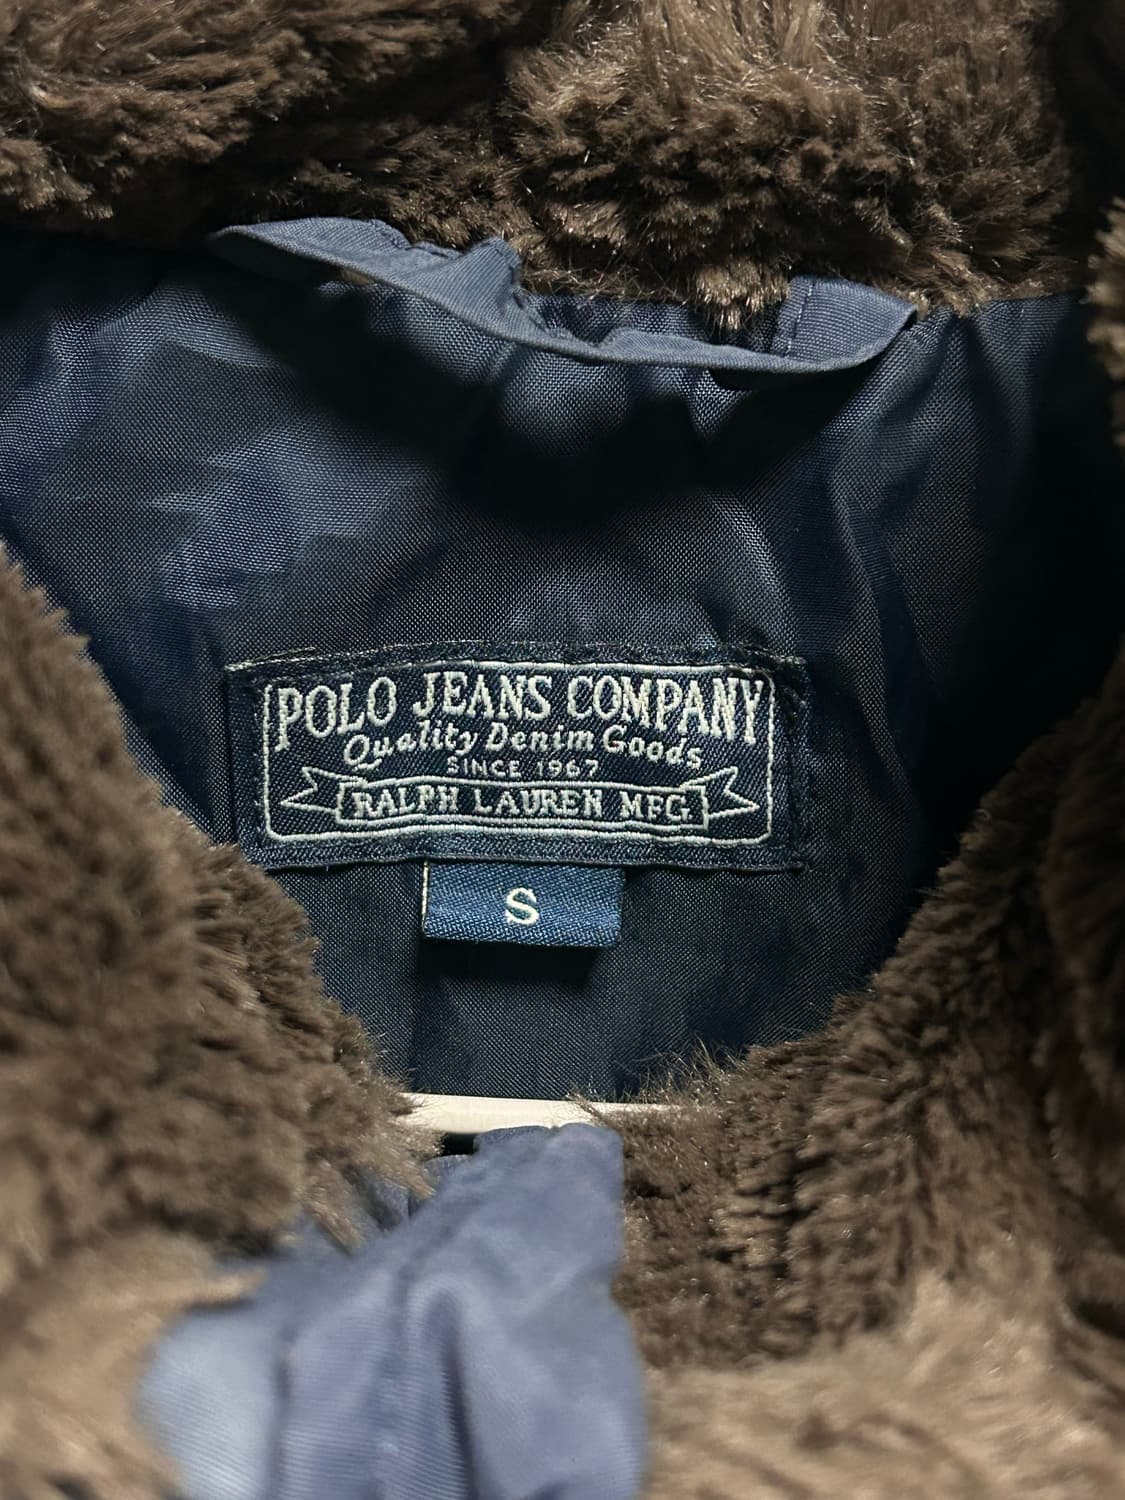 POLO JEANS COMPANY
Quality Denim Goods
SINCE 1967
RALPH LAUREN MFG.
S